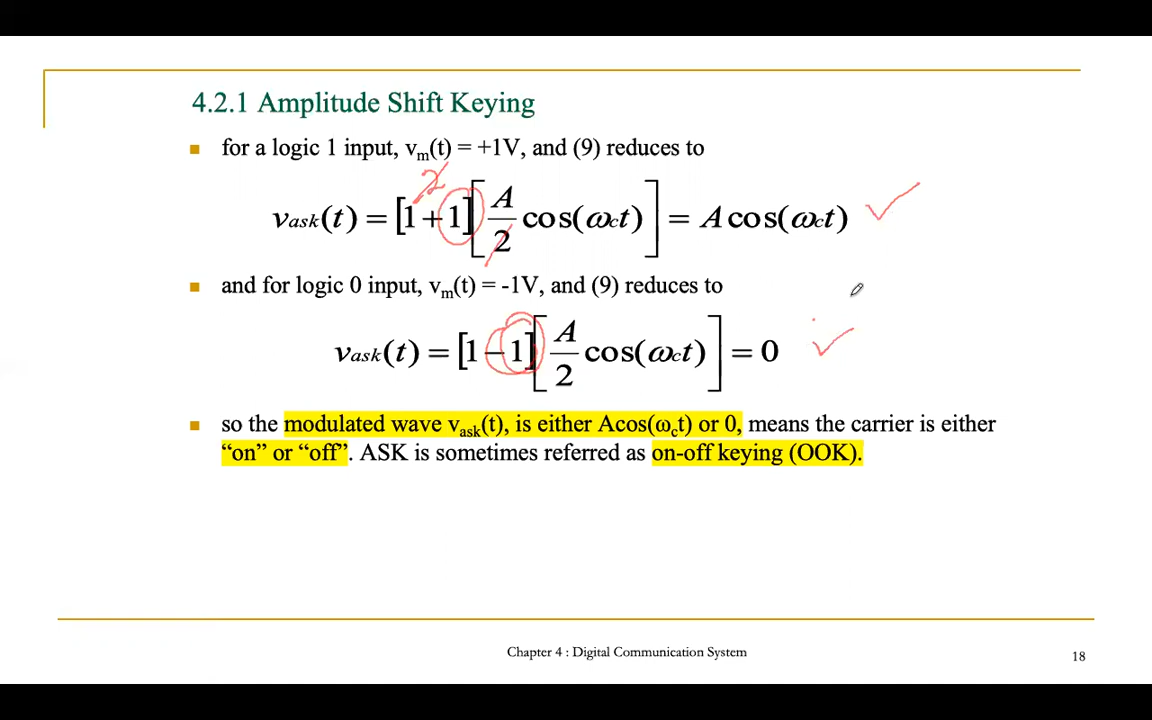 4.2.1 Amplitude Shift Keying
■ for a logic 1 input, vm(t) = +1V, and (9) reduces to
2
vask(t) = [1+1][A/2 cos(ωct)] = A cos(ωct)
■ and for logic 0 input, vm(t) = -1V, and (9) reduces to
vask(t) = [1−1][A/2 cos(ωct)] = 0
■ so the modulated wave vask(t), is either Acos(ωct) or 0, means the carrier is either
“on” or “off”. ASK is sometimes referred as on-off keying (OOK).
Chapter 4 : Digital Communication System
18